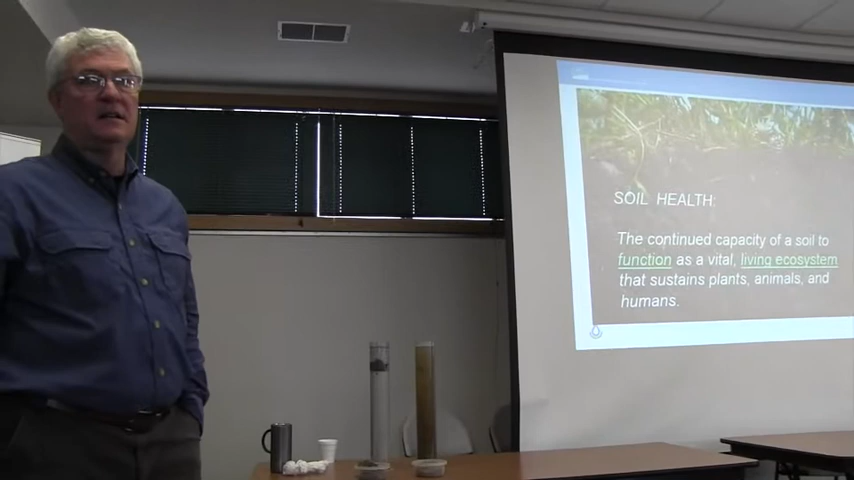 SOIL HEALTH
The continued capacity of a soil to
function as a vital, living ecosystem
that sustains plants, animals, and
humans.